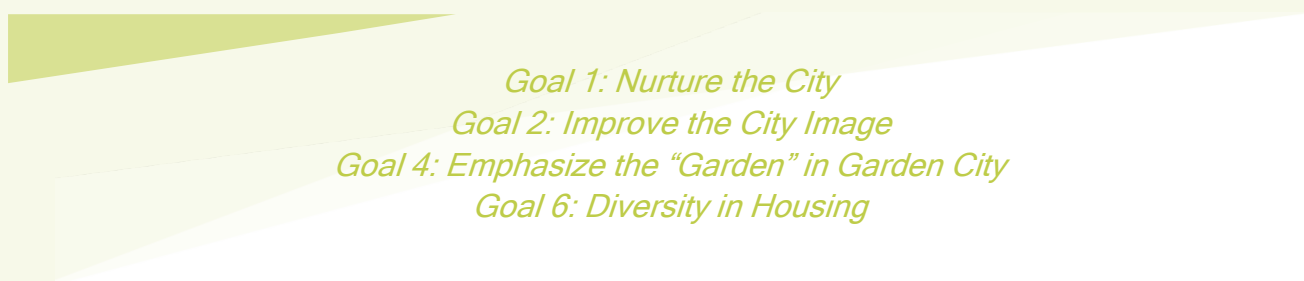 Goal 1: Nurture the City
Goal 2: Improve the City Image
Goal 4: Emphasize the “Garden” in Garden City
Goal 6: Diversity in Housing